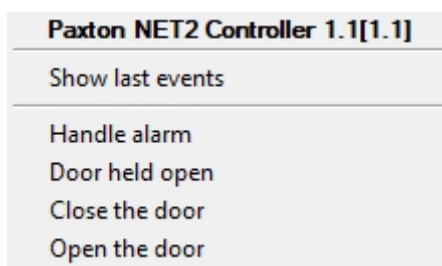 Paxton NET2 Controller 1.1[1.1]
Show last events
Handle alarm
Door held open
Close the door
Open the door